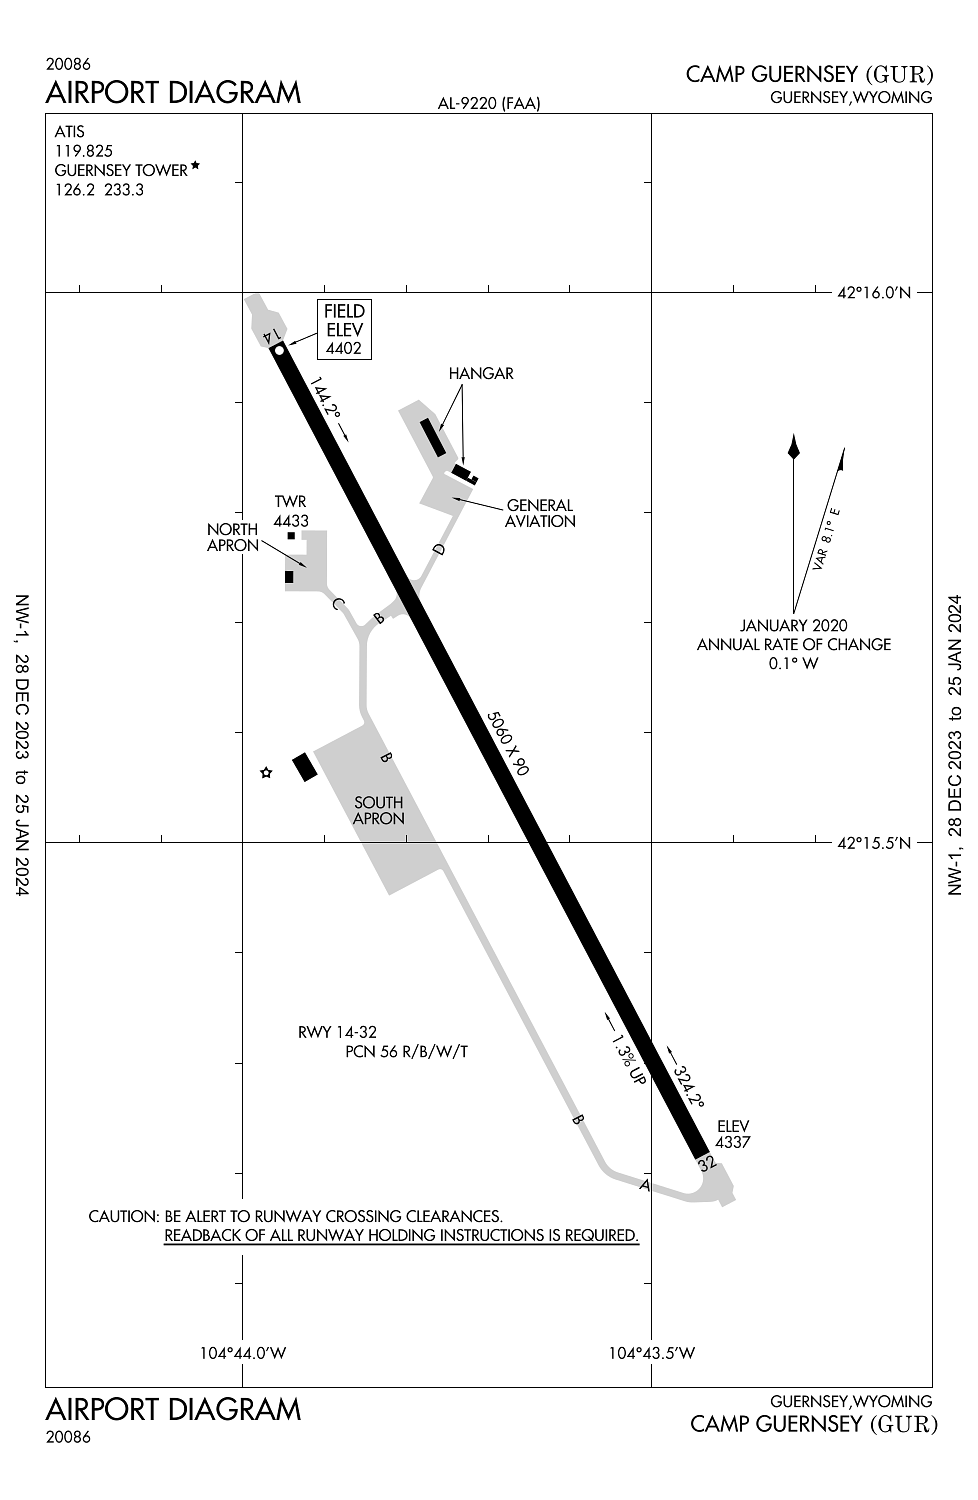 20086
AIRPORT DIAGRAM
AL-9220 (FAA)
CAMP GUERNSEY (GUR)
GUERNSEY,WYOMING
ATIS
119.825
GUERNSEY TOWER★
126.2 233.3
42°16.0’N
FIELD
ELEV
4402
14
144.2°
HANGAR
GENERAL
AVIATION
TWR
4433
NORTH
APRON
D
C
B
VAR 8.1° E
JANUARY 2020
ANNUAL RATE OF CHANGE
0.1° W
NW-1, 28 DEC 2023 to 25 JAN 2024
NW-1, 28 DEC 2023 to 25 JAN 2024
5060 X 90
B
SOUTH
APRON
42°15.5’N
RWY 14-32
PCN 56 R/B/W/T
1.3% UP
324.2°
B
ELEV
4337
32
A
CAUTION: BE ALERT TO RUNWAY CROSSING CLEARANCES.
READBACK OF ALL RUNWAY HOLDING INSTRUCTIONS IS REQUIRED.
104°44.0’W
104°43.5’W
AIRPORT DIAGRAM
20086
GUERNSEY,WYOMING
CAMP GUERNSEY (GUR)